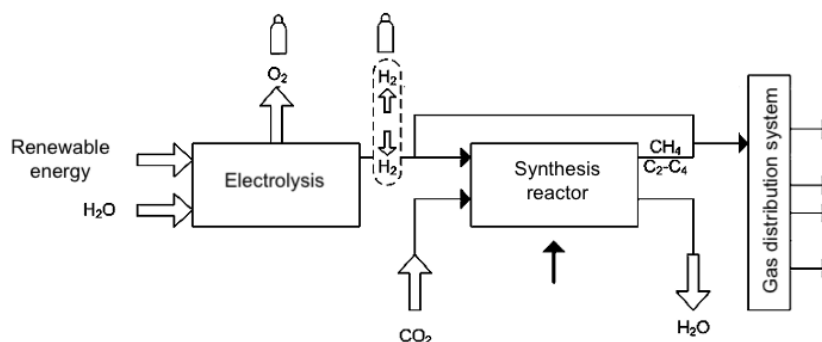 O₂
H₂
H₂
Renewable
energy
H₂O
Electrolysis
Synthesis
reactor
CH₄
C₂–C₄
CO₂
H₂O
Gas distribution system